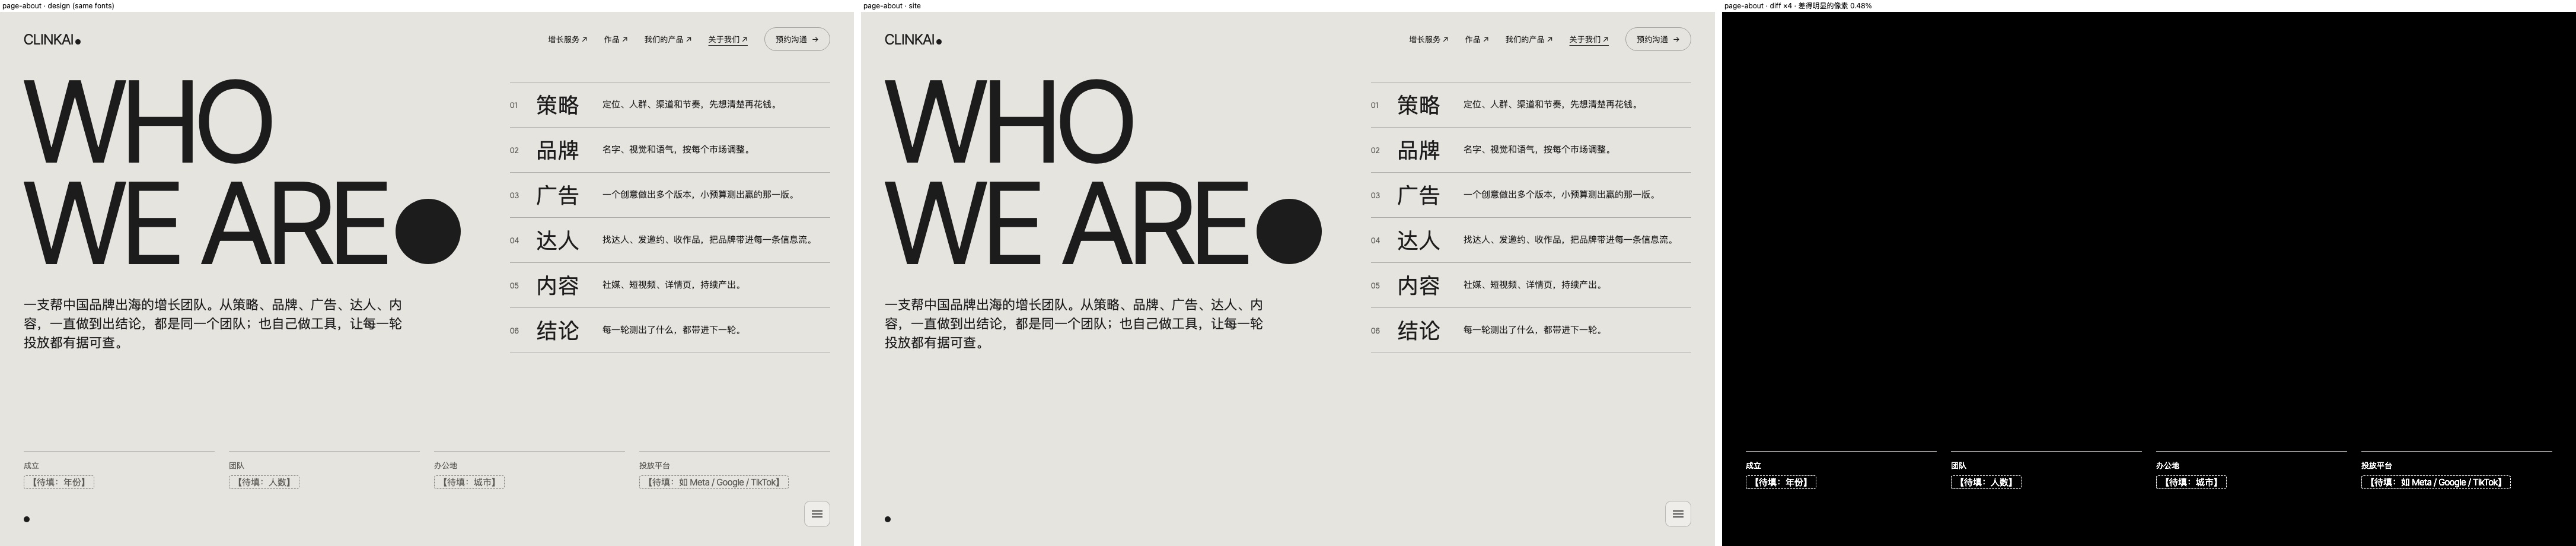 page-about · design (same fonts)
CLINKAI
增长服务 ↗ 作品 ↗ 我们的产品 ↗ 关于我们 ↗ 预约沟通 →
WHO
WE ARE
01 策略 定位、人群、渠道和节奏，先想清楚再花钱。
02 品牌 名字、视觉和语气，按每个市场调整。
03 广告 一个创意做出多个版本，小预算测出赢的那一版。
04 达人 找达人、发邀约、收作品，把品牌带进每一条信息流。
05 内容 社媒、短视频、详情页，持续产出。
06 结论 每一轮测出了什么，都带进下一轮。
一支帮中国品牌出海的增长团队。从策略、品牌、广告、达人、内
容，一直做到出结论，都是同一个团队；也自己做工具，让每一轮
投放都有据可查。
成立 团队 办公地 投放平台
【待填：年份】 【待填：人数】 【待填：城市】 【待填：如 Meta / Google / TikTok】
page-about · site
CLINKAI
增长服务 ↗ 作品 ↗ 我们的产品 ↗ 关于我们 ↗ 预约沟通 →
WHO
WE ARE
01 策略 定位、人群、渠道和节奏，先想清楚再花钱。
02 品牌 名字、视觉和语气，按每个市场调整。
03 广告 一个创意做出多个版本，小预算测出赢的那一版。
04 达人 找达人、发邀约、收作品，把品牌带进每一条信息流。
05 内容 社媒、短视频、详情页，持续产出。
06 结论 每一轮测出了什么，都带进下一轮。
一支帮中国品牌出海的增长团队。从策略、品牌、广告、达人、内
容，一直做到出结论，都是同一个团队；也自己做工具，让每一轮
投放都有据可查。
page-about · diff ×4 · 差得明显的像素 0.48%
成立 团队 办公地 投放平台
【待填：年份】 【待填：人数】 【待填：城市】 【待填：如 Meta / Google / TikTok】